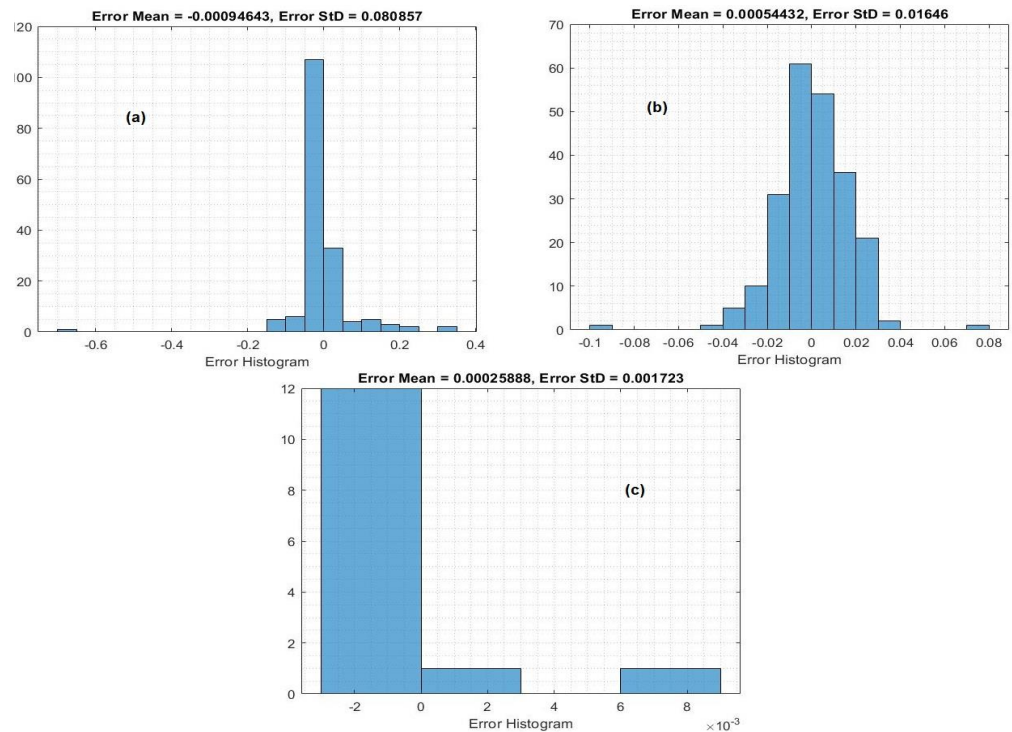 Error Mean = -0.00094643, Error StD = 0.080857
120
100
80
60
40
20
0
(a)
-0.6 -0.4 -0.2 0 0.2 0.4
Error Histogram
Error Mean = 0.00054432, Error StD = 0.01646
70
60
50
40
30
20
10
0
(b)
-0.1 -0.08 -0.06 -0.04 -0.02 0 0.02 0.04 0.06 0.08
Error Histogram
Error Mean = 0.00025888, Error StD = 0.001723
12
10
8
6
4
2
0
(c)
-2 0 2 4 6 8
Error Histogram
×10⁻³